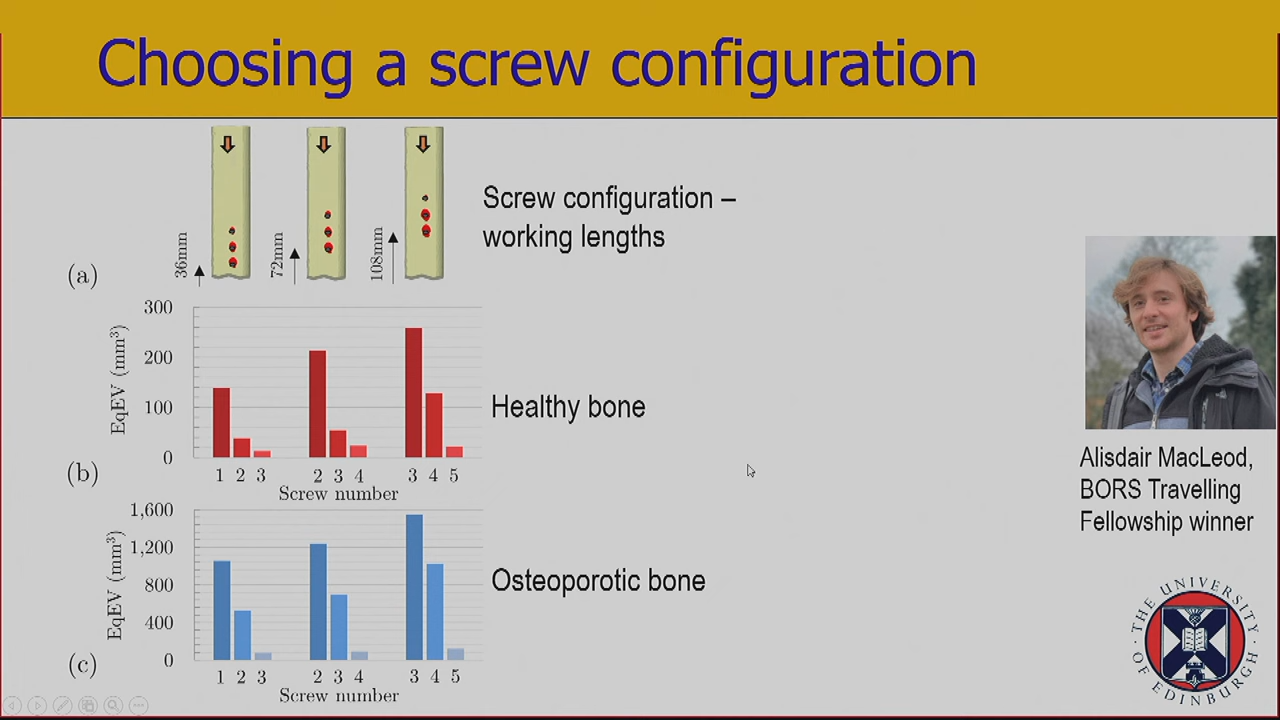 Choosing a screw configuration
36mm
72mm
108mm
(a)
Screw configuration –
working lengths
300
200
100
0
EqEV (mm³)
(b)
1 2 3 2 3 4 3 4 5
Screw number
Healthy bone
1,600
1,200
800
400
0
EqEV (mm³)
(c)
1 2 3 2 3 4 3 4 5
Screw number
Osteoporotic bone
Alisdair MacLeod,
BORS Travelling
Fellowship winner
THE UNIVERSITY
OF EDINBURGH